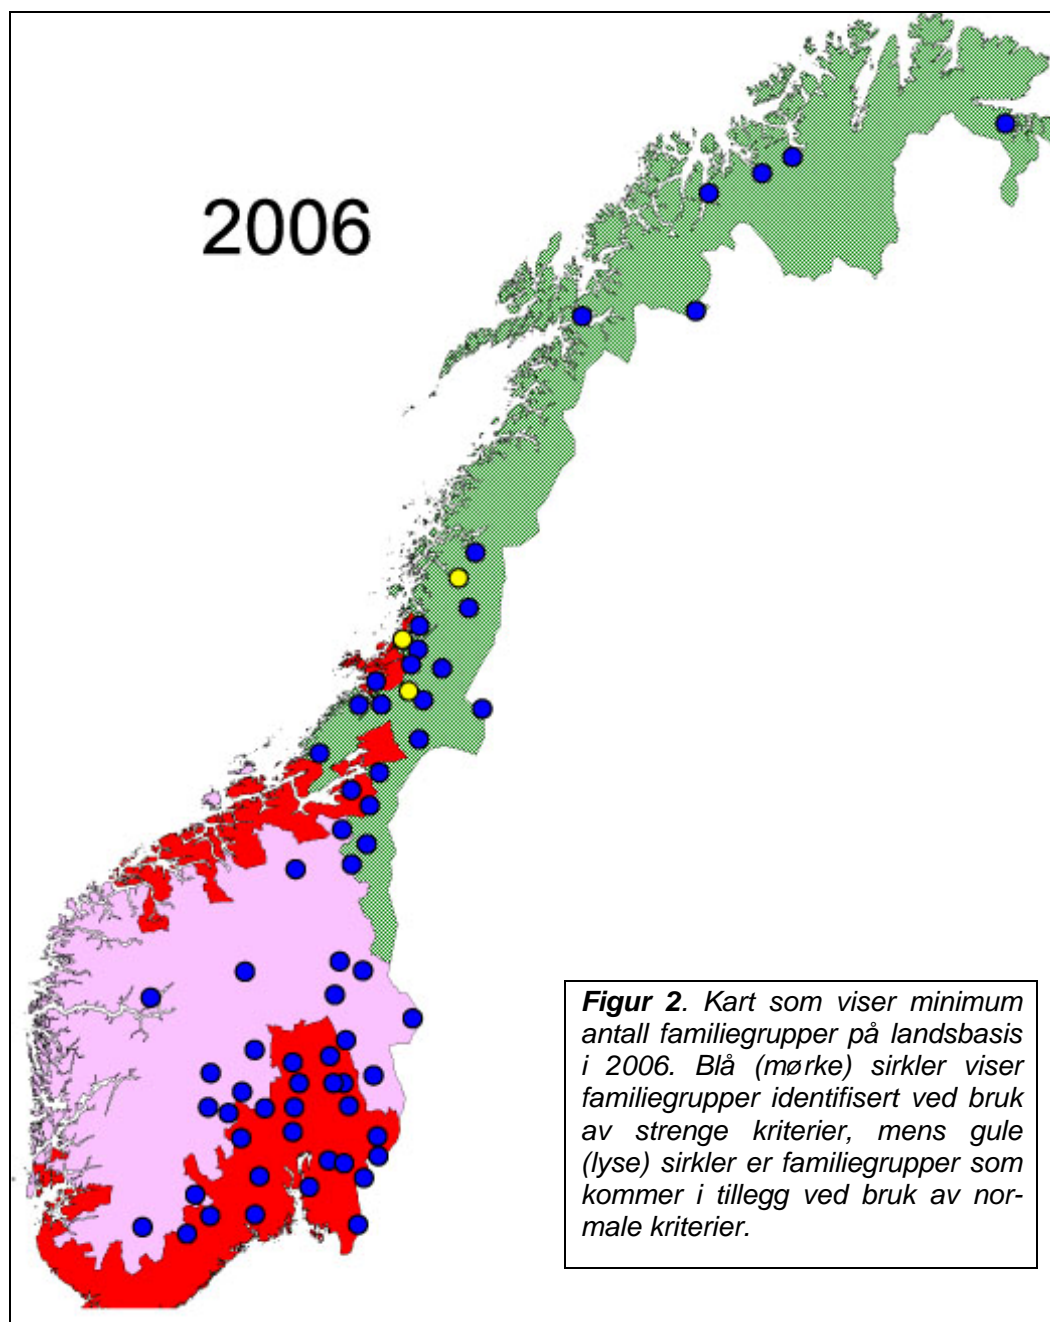 2006
Figur 2. Kart som viser minimum
antall familiegrupper på landsbasis
i 2006. Blå (mørke) sirkler viser
familiegrupper identifisert ved bruk
av strenge kriterier, mens gule
(lyse) sirkler er familiegrupper som
kommer i tillegg ved bruk av nor-
male kriterier.